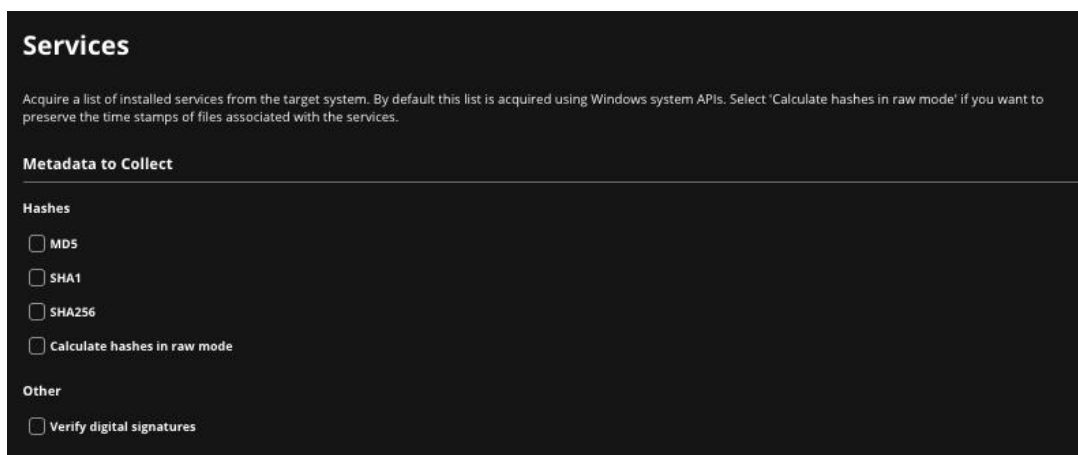 Services
Acquire a list of installed services from the target system. By default this list is acquired using Windows system APIs. Select 'Calculate hashes in raw mode' if you want to
preserve the time stamps of files associated with the services.
Metadata to Collect
Hashes
MD5
SHA1
SHA256
Calculate hashes in raw mode
Other
Verify digital signatures